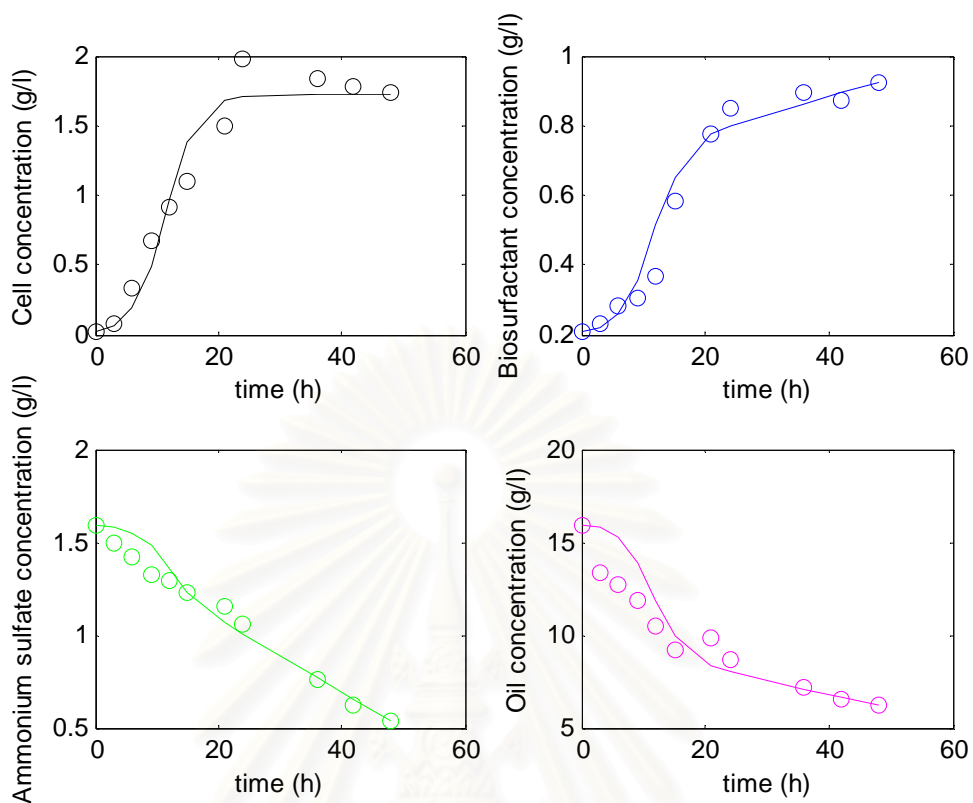 Cell concentration (g/l)
2
1.5
1
0.5
0
0 20 40 60
time (h)
Biosurfactant concentration (g/l)
1
0.8
0.6
0.4
0.2
0 20 40 60
time (h)
Ammonium sulfate concentration (g/l)
2
1.5
1
0.5
0 20 40 60
time (h)
Oil concentration (g/l)
20
15
10
5
0 20 40 60
time (h)